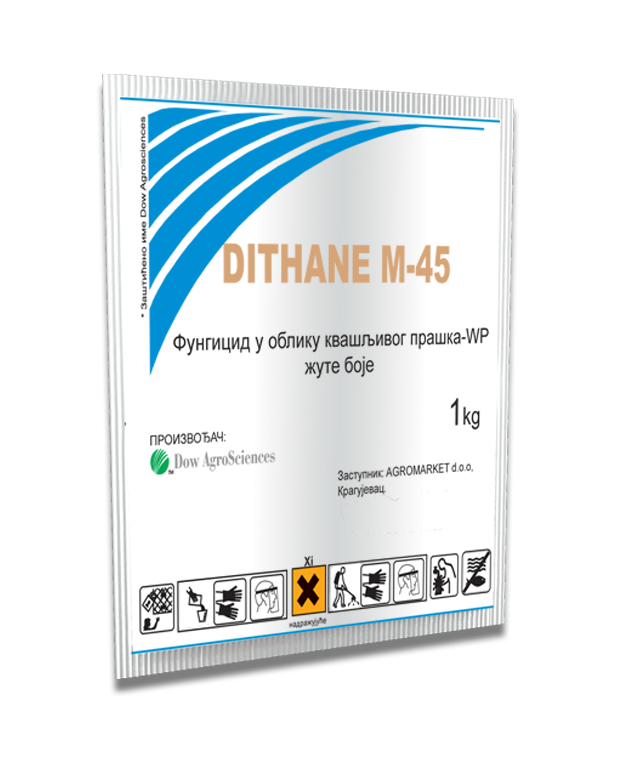 * Заштићено име Dow Agrosciences
DITHANE M-45
Фунгицид у облику квашљивог прашка-WP
жуте боје
1kg
ПРОИЗВОЂАЧ:
Dow AgroSciences
TM
Заступник: AGROMARKET d.o.o,
Крагујевац.
Xi
надражујуће